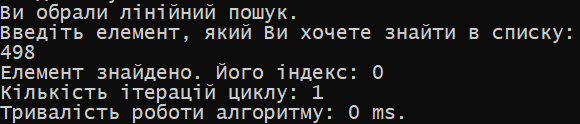 Ви обрали лінійний пошук.
Введіть елемент, який Ви хочете знайти в списку:
498
Елемент знайдено. Його індекс: 0
Кількість ітерацій циклу: 1
Тривалість роботи алгоритму: 0 ms.